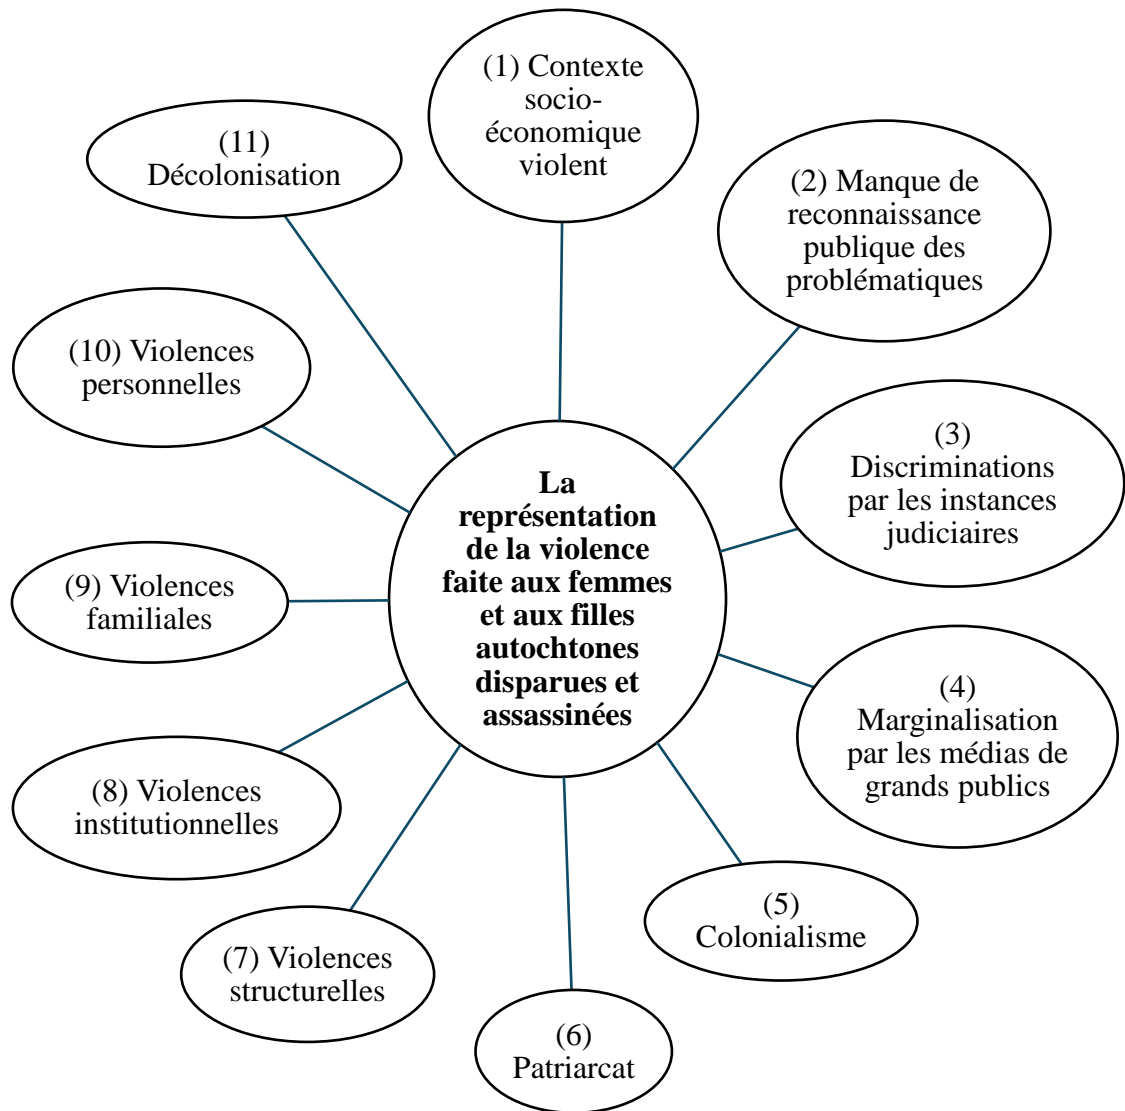 (1) Contexte
socio-
économique
violent
(2) Manque de
reconnaissance
publique des
problématiques
(3)
Discriminations
par les instances
judiciaires
(4)
Marginalisation
par les médias de
grands publics
(5)
Colonialisme
(6)
Patriarcat
(7) Violences
structurelles
(8) Violences
institutionnelles
(9) Violences
familiales
(10) Violences
personnelles
(11)
Décolonisation
La
représentation
de la violence
faite aux femmes
et aux filles
autochtones
disparues et
assassinées